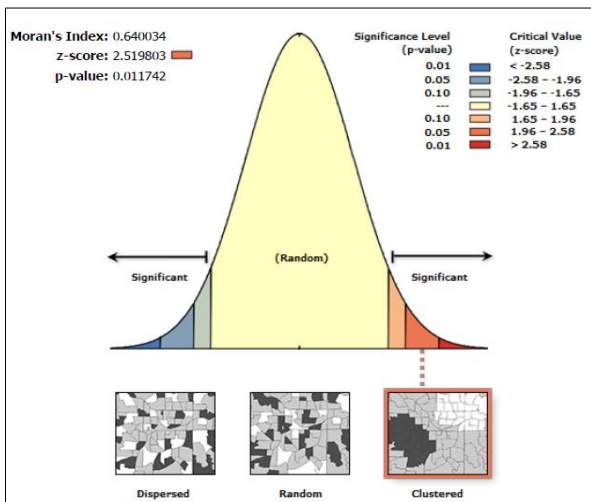 Moran's Index: 0.640034
z-score: 2.519803
p-value: 0.011742
Significance Level Critical Value
(p-value) (z-score)
0.01 < -2.58
0.05 -2.58 – -1.96
0.10 -1.96 – -1.65
--- -1.65 – 1.65
0.10 1.65 – 1.96
0.05 1.96 – 2.58
0.01 > 2.58
(Random)
Significant Significant
Dispersed Random Clustered